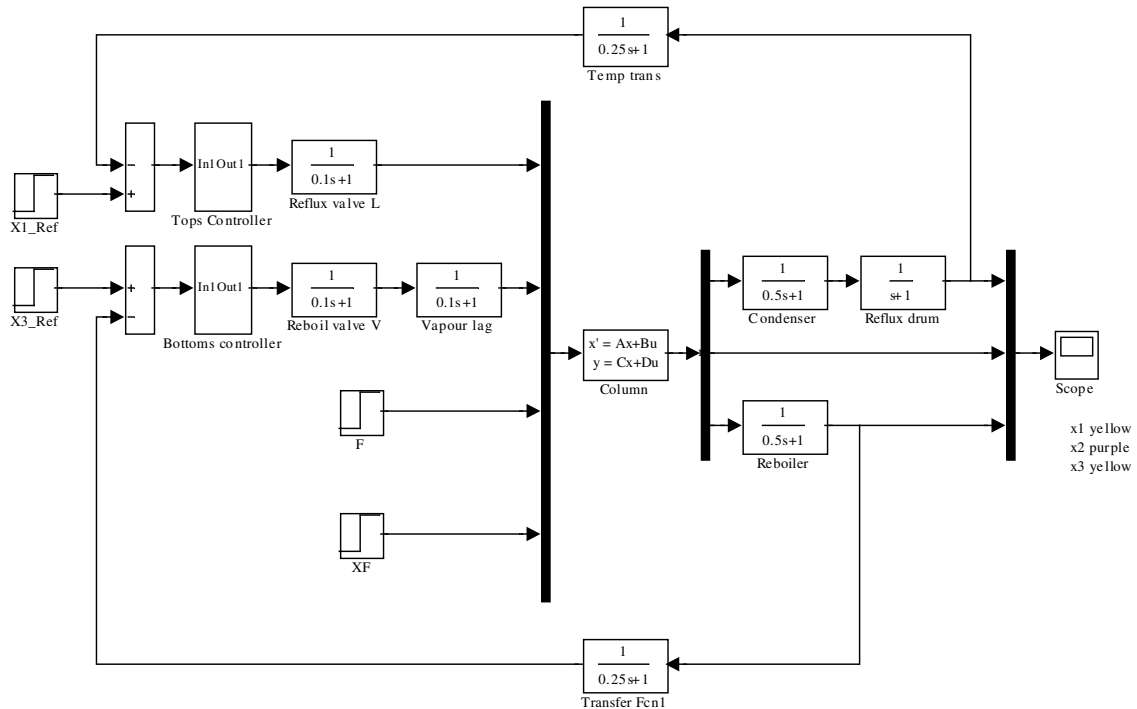 1
0.25s+1
Temp trans
−
+
In1Out1
1
0.1s+1
X1_Ref
Tops Controller
Reflux valve L
+
−
In1Out1
1
0.1s+1
1
0.1s+1
1
0.5s+1
1
s+1
X3_Ref
Bottoms controller
Reboil valve V
Vapour lag
Condenser
Reflux drum
x' = Ax+Bu
y = Cx+Du
Column
Scope
F
1
0.5s+1
Reboiler
x1 yellow
x2 purple
x3 yellow
XF
1
0.25s+1
Transfer Fcn1